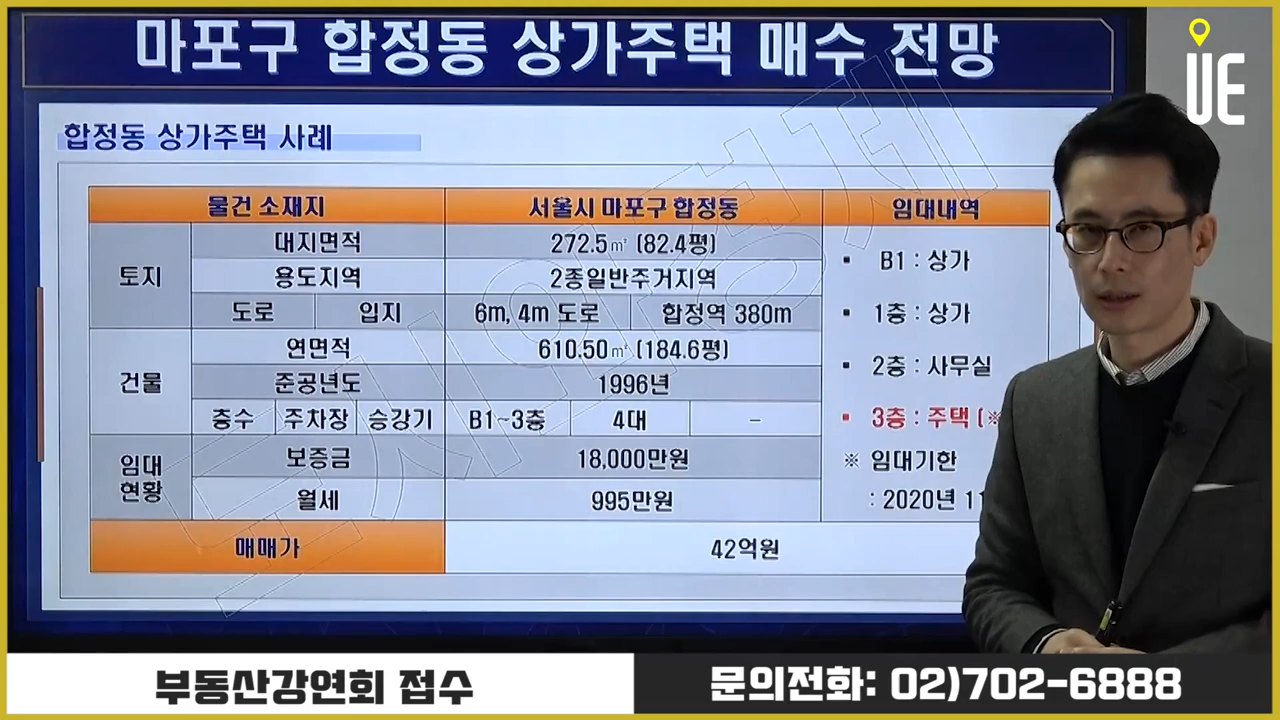 마포구 합정동 상가주택 매수 전망
UE
합정동 상가주택 사례
물건 소재지 서울시 마포구 합정동 임대내역
토지 대지면적 272.5㎡ (82.4평)
용도지역 2종일반주거지역
도로 입지 6m, 4m 도로 합정역 380m
건물 연면적 610.50㎡ (184.6평)
준공년도 1996년
층수 주차장 승강기 B1~3층 4대 -
임대현황 보증금 18,000만원
월세 995만원
매매가 42억원
▪ B1 : 상가
▪ 1층 : 상가
▪ 2층 : 사무실
▪ 3층 : 주택 (※
※ 임대기한
: 2020년 11
도시와경제
부동산강연회 접수
문의전화: 02)702-6888